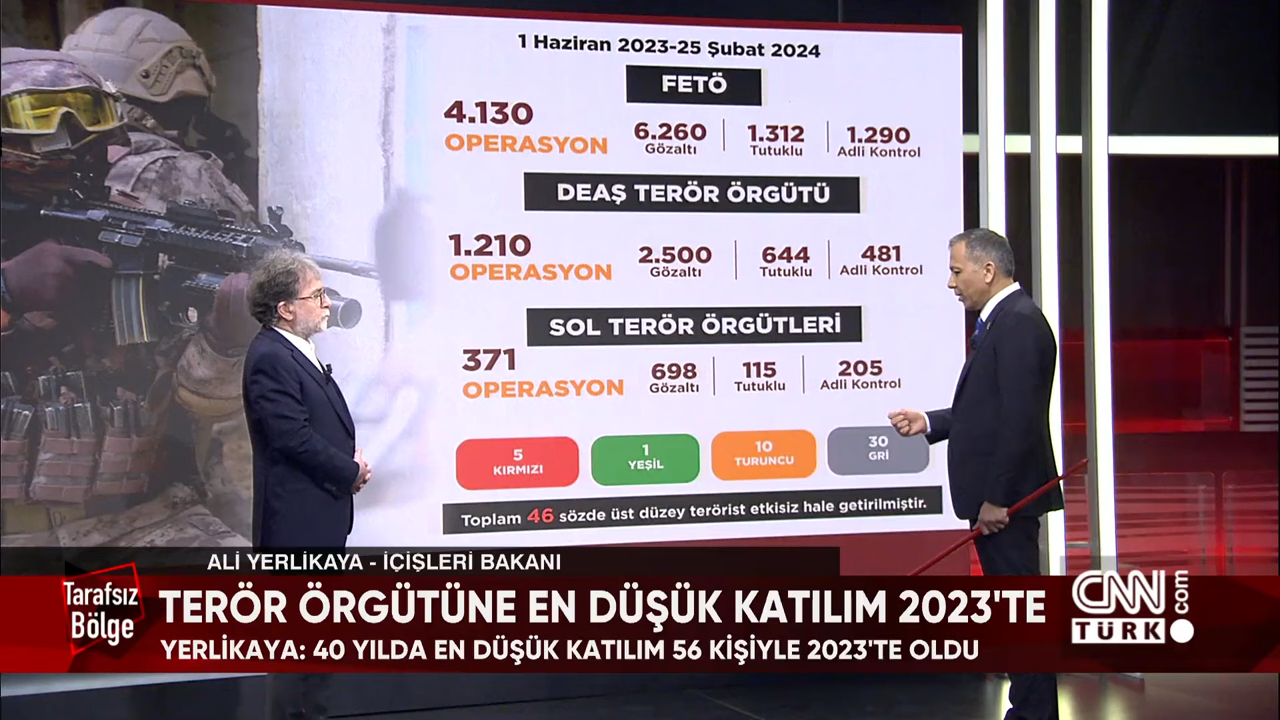 1 Haziran 2023-25 Şubat 2024
FETÖ
4.130
OPERASYON
6.260
Gözaltı
1.312
Tutuklu
1.290
Adli Kontrol
DEAŞ TERÖR ÖRGÜTÜ
1.210
OPERASYON
2.500
Gözaltı
644
Tutuklu
481
Adli Kontrol
SOL TERÖR ÖRGÜTLERİ
371
OPERASYON
698
Gözaltı
115
Tutuklu
205
Adli Kontrol
5
KIRMIZI
1
YEŞİL
10
TURUNCU
30
GRİ
Toplam 46 sözde üst düzey terörist etkisiz hale getirilmiştir.
ALİ YERLİKAYA - İÇİŞLERİ BAKANI
Tarafsız
Bölge
TERÖR ÖRGÜTÜNE EN DÜŞÜK KATILIM 2023'TE
YERLİKAYA: 40 YILDA EN DÜŞÜK KATILIM 56 KİŞİYLE 2023'TE OLDU
CNN
TÜRK
.com